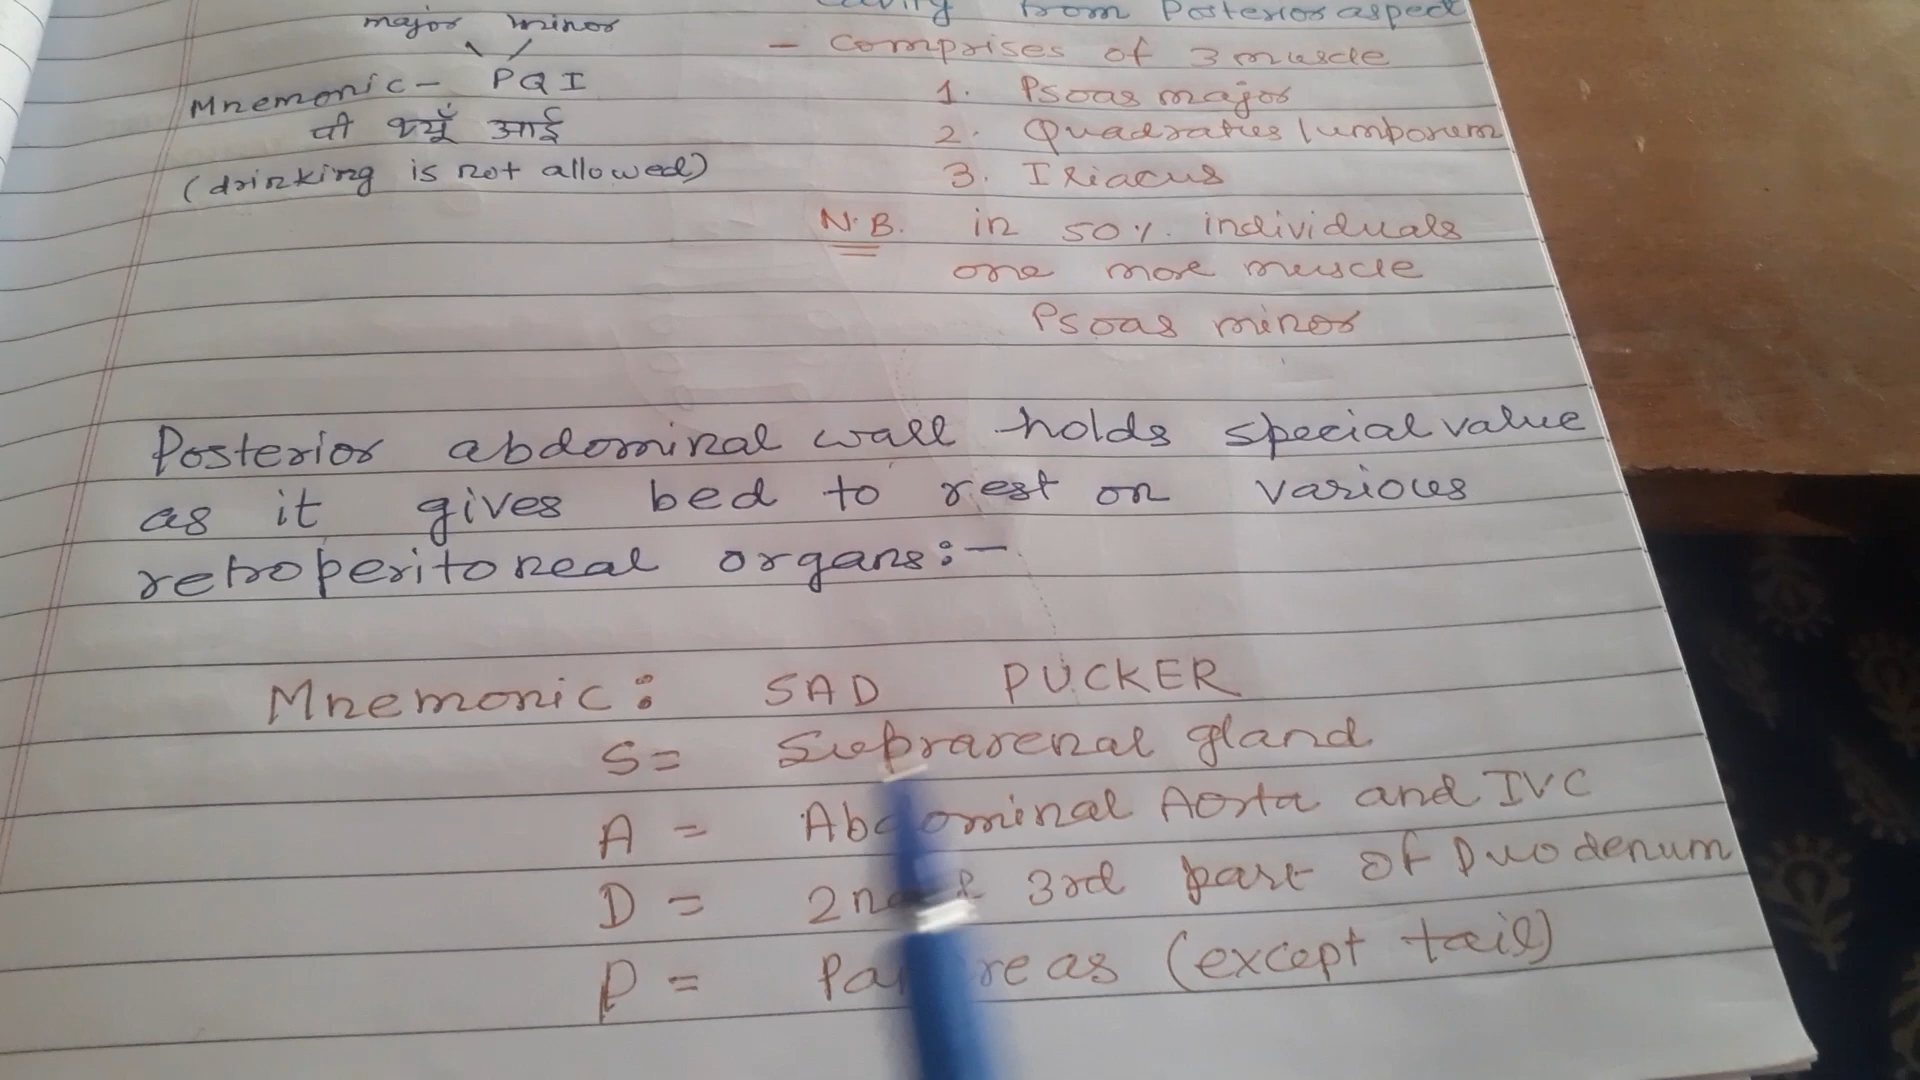 cavity from Posterior aspect
major minor
- Comprises of 3 muscle
Mnemonic - PQI
1. Psoas major
पी क्यूँ आई
2. Quadratus lumborum
(drinking is not allowed)
3. Iliacus
N.B. in 50% individuals
one more muscle
Psoas minor
Posterior abdominal wall holds special value
as it gives bed to rest on various
retroperitoneal organs:-
Mnemonic: SAD PUCKER
S= Suprarenal gland
A = Abdominal Aorta and IVC
D = 2nd & 3rd part of Duodenum
P = Pancreas (except tail)